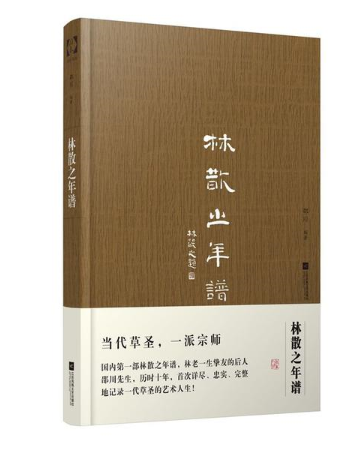 林散之年谱
林散之年谱
林散之题
当代草圣，一派宗师
国内第一部林散之年谱，林老一生挚友的后人
邵川先生，历时十年，首次详尽、忠实、完整
地记录一代草圣的艺术人生！
林散之年谱